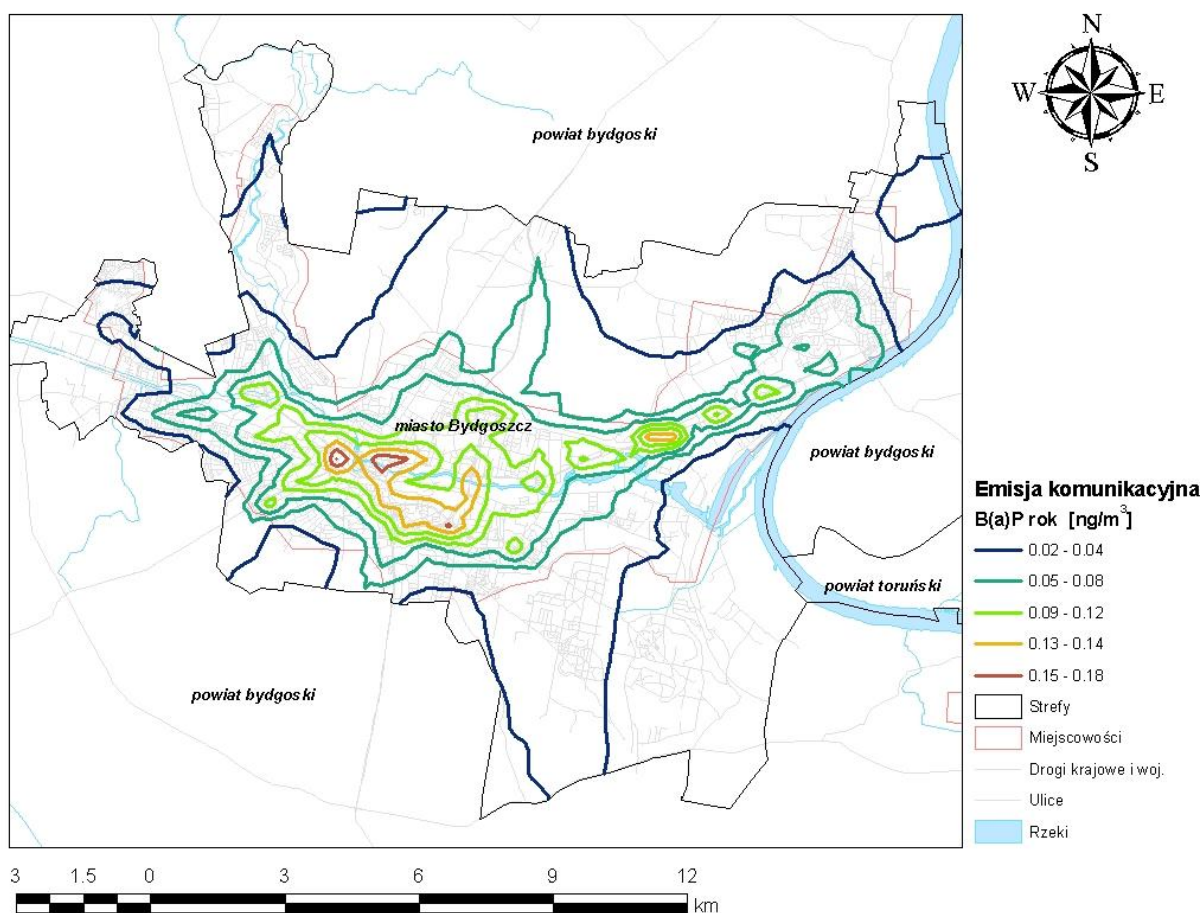 N
W E
S
powiat bydgoski
miasto Bydgoszcz
powiat bydgoski
powiat toruński
powiat bydgoski
Emisja komunikacyjna
B(a)P rok [ng/m³]
0.02 - 0.04
0.05 - 0.08
0.09 - 0.12
0.13 - 0.14
0.15 - 0.18
Strefy
Miejscowości
Drogi krajowe i woj.
Ulice
Rzeki
3 1.5 0 3 6 9 12
km